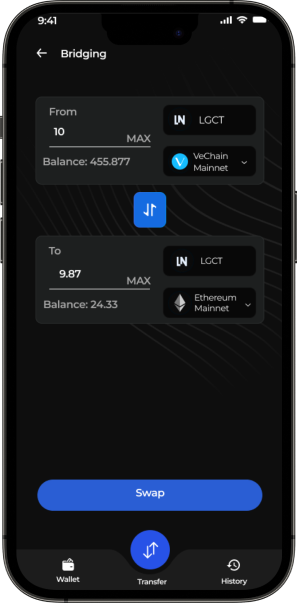 9:41
Bridging
From
10
MAX
LGCT
Balance: 455.877
VeChain
Mainnet
To
9.87
MAX
LGCT
Balance: 24.33
Ethereum
Mainnet
Swap
Wallet
Transfer
History